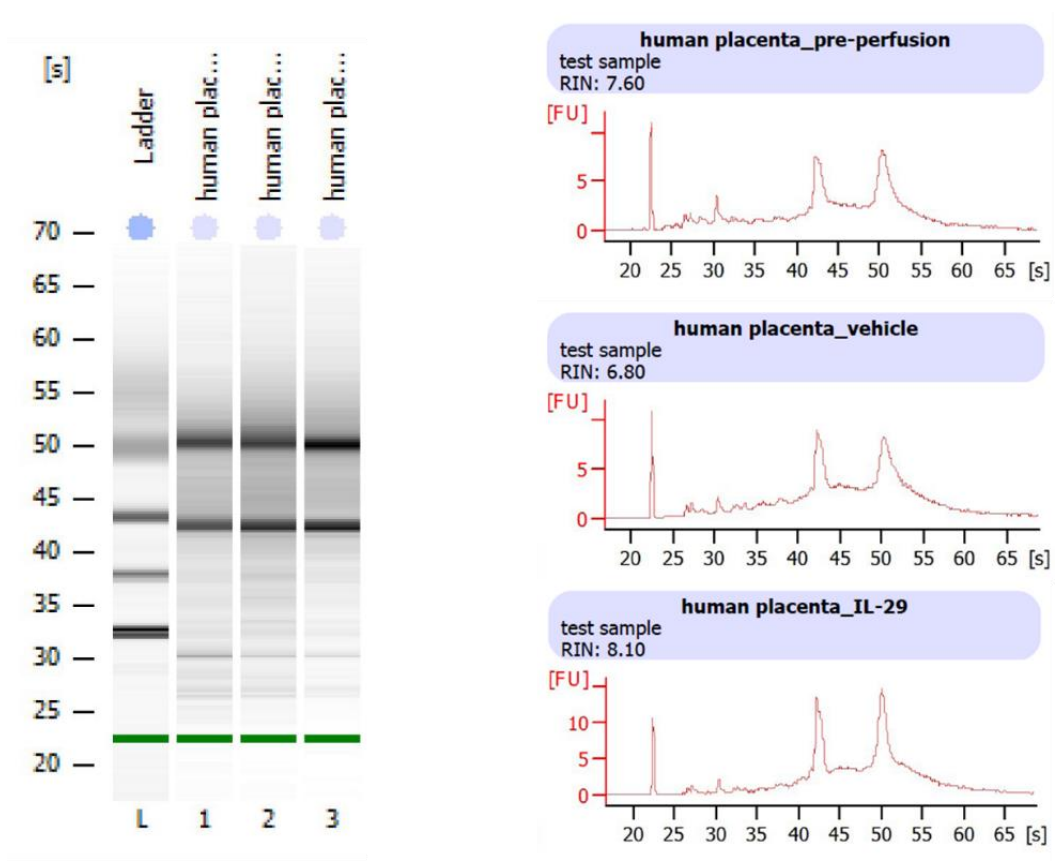 [s]
Ladder
human plac...
human plac...
human plac...
70
65
60
55
50
45
40
35
30
25
20
L 1 2 3
human placenta_pre-perfusion
test sample
RIN: 7.60
[FU]
5
0
20 25 30 35 40 45 50 55 60 65 [s]
human placenta_vehicle
test sample
RIN: 6.80
[FU]
5
0
20 25 30 35 40 45 50 55 60 65 [s]
human placenta_IL-29
test sample
RIN: 8.10
[FU]
10
5
0
20 25 30 35 40 45 50 55 60 65 [s]